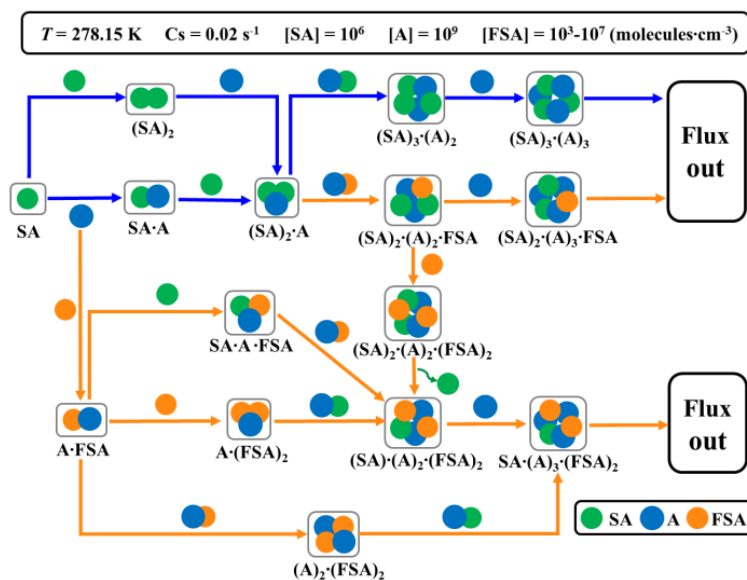 T = 278.15 K Cs = 0.02 s⁻¹ [SA] = 10⁶ [A] = 10⁹ [FSA] = 10³-10⁷ (molecules·cm⁻³)
(SA)₂
(SA)₃·(A)₂
(SA)₃·(A)₃
Flux
out
SA
SA·A
(SA)₂·A
(SA)₂·(A)₂·FSA
(SA)₂·(A)₃·FSA
SA·A·FSA
(SA)₂·(A)₂·(FSA)₂
A·FSA
A·(FSA)₂
(SA)·(A)₂·(FSA)₂
SA·(A)₃·(FSA)₂
Flux
out
(A)₂·(FSA)₂
SA A FSA